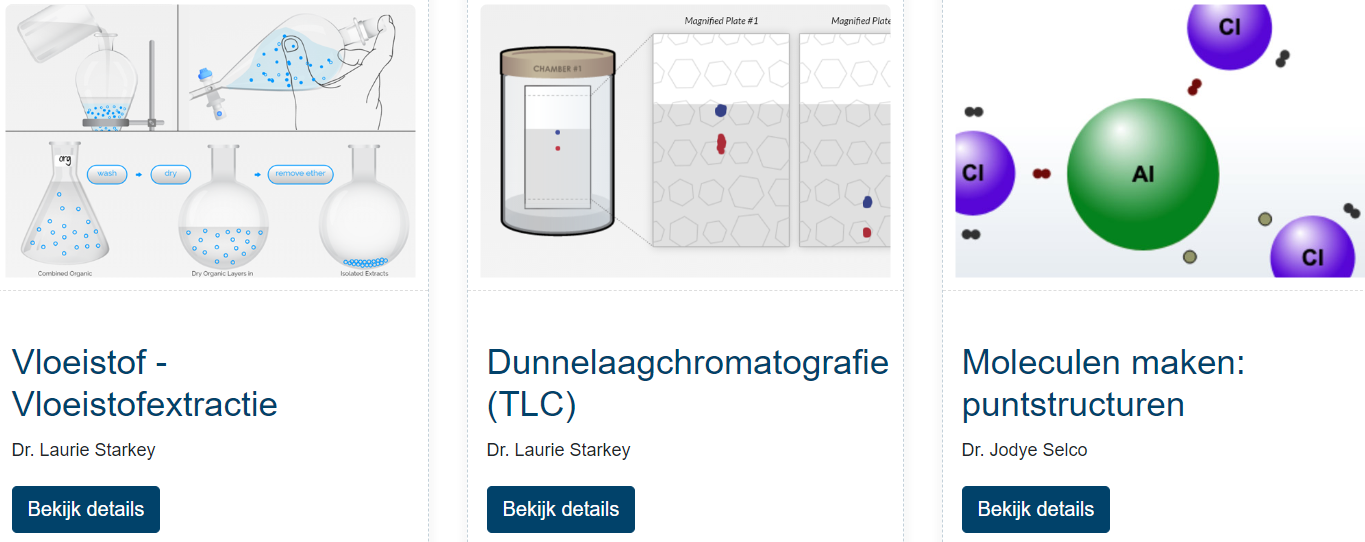 org
wash
dry
remove ether
Combined Organic
Dry Organic Layers in
Isolated Extracts
Vloeistof -
Vloeistofextractie
Dr. Laurie Starkey
Bekijk details
Magnified Plate #1
Magnified Plate
CHAMBER #1
Dunnelaagchromatografie
(TLC)
Dr. Laurie Starkey
Bekijk details
Cl
Cl
Al
Cl
Moleculen maken:
puntstructuren
Dr. Jodye Selco
Bekijk details